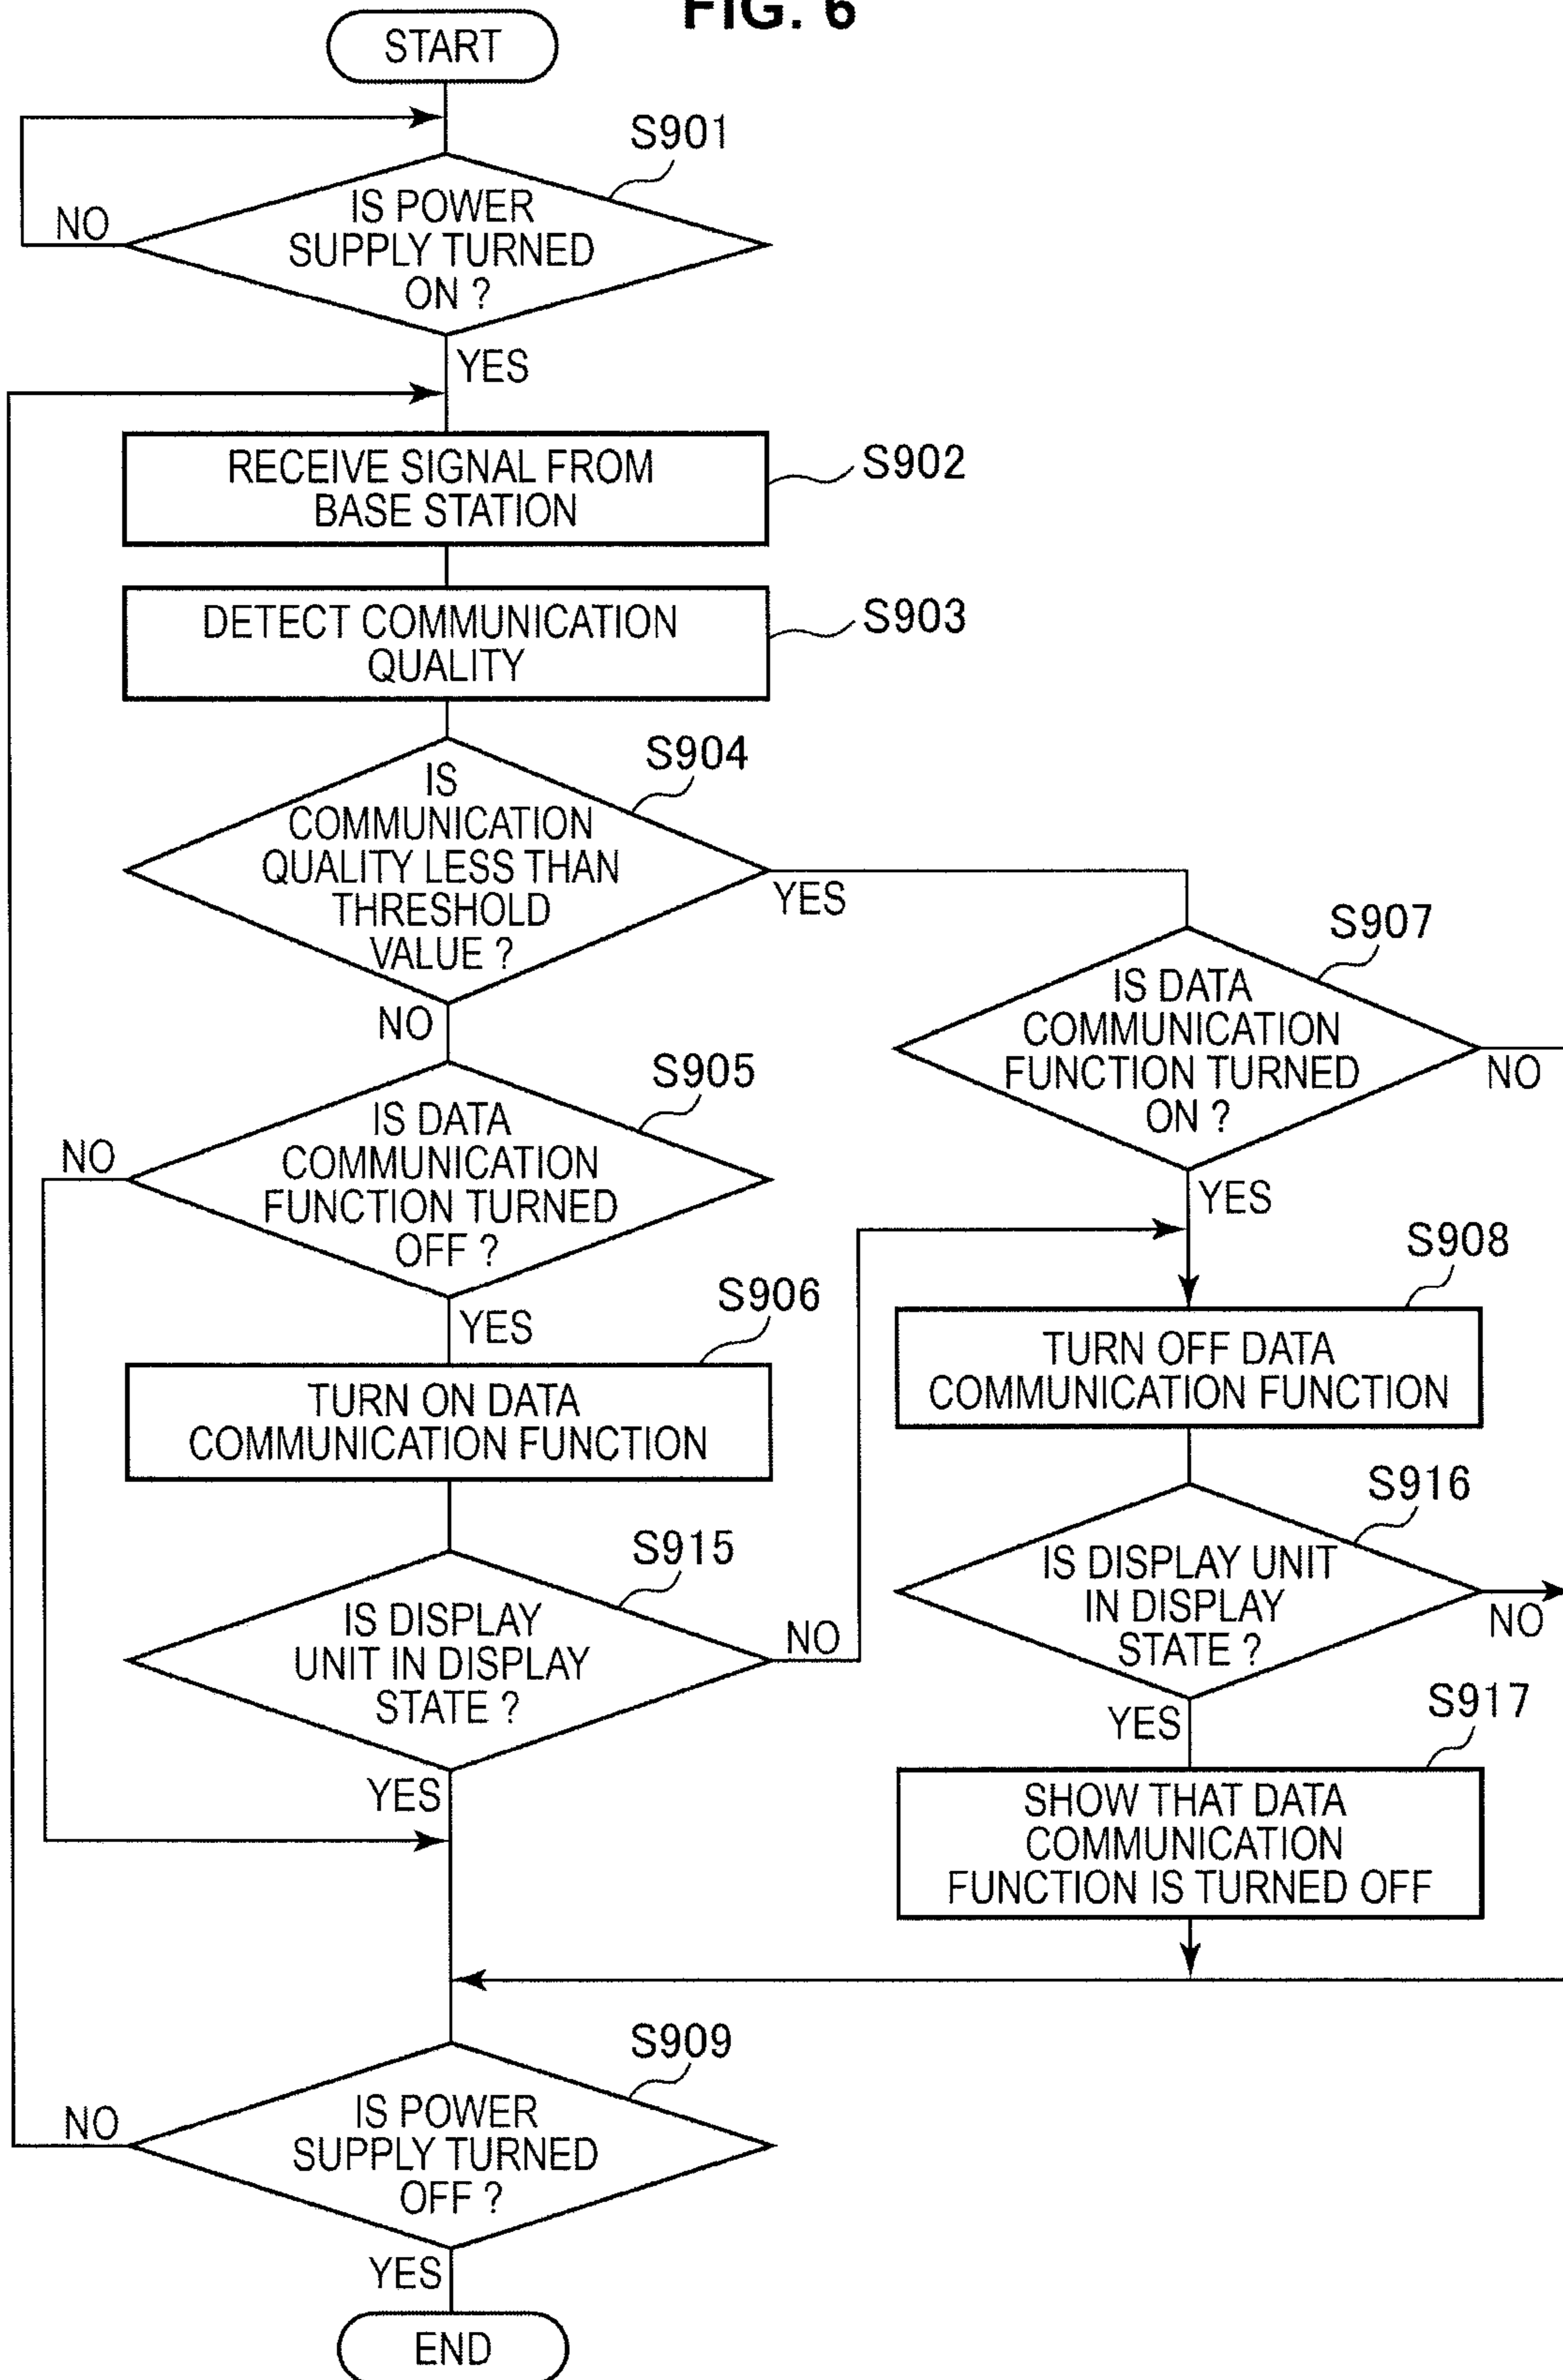 FIG. 6
START
S901
IS POWER
SUPPLY TURNED
ON ?
NO
YES
RECEIVE SIGNAL FROM
BASE STATION
S902
DETECT COMMUNICATION
QUALITY
S903
S904
IS
COMMUNICATION
QUALITY LESS THAN
THRESHOLD
VALUE ?
YES
NO
S907
IS DATA
COMMUNICATION
FUNCTION TURNED
ON ?
NO
YES
S905
IS DATA
COMMUNICATION
FUNCTION TURNED
OFF ?
NO
YES
S906
TURN ON DATA
COMMUNICATION FUNCTION
S908
TURN OFF DATA
COMMUNICATION FUNCTION
S915
IS DISPLAY
UNIT IN DISPLAY
STATE ?
NO
YES
S916
IS DISPLAY UNIT
IN DISPLAY
STATE ?
NO
YES
S917
SHOW THAT DATA
COMMUNICATION
FUNCTION IS TURNED OFF
S909
IS POWER
SUPPLY TURNED
OFF ?
NO
YES
END